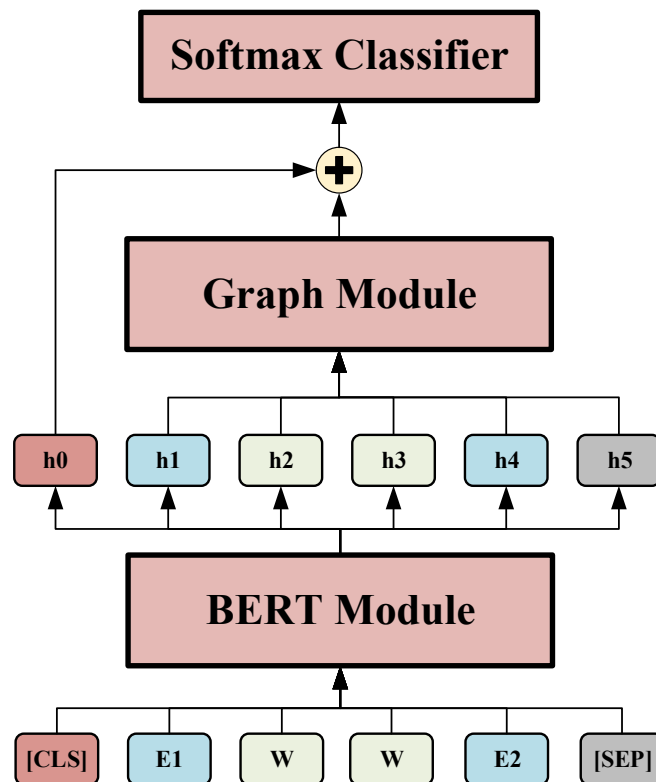 Softmax Classifier
Graph Module
h0 h1 h2 h3 h4 h5
BERT Module
[CLS] E1 W W E2 [SEP]